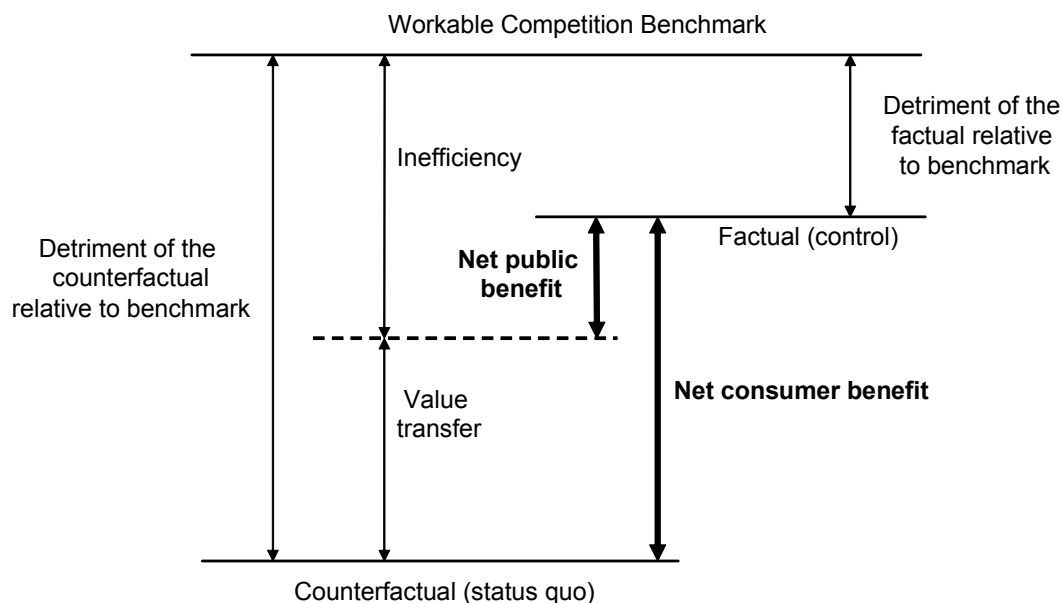 Workable Competition Benchmark
Detriment of the
factual relative
to benchmark
Inefficiency
Factual (control)
Detriment of the
counterfactual
relative to benchmark
Net public
benefit
Net consumer benefit
Value
transfer
Counterfactual (status quo)